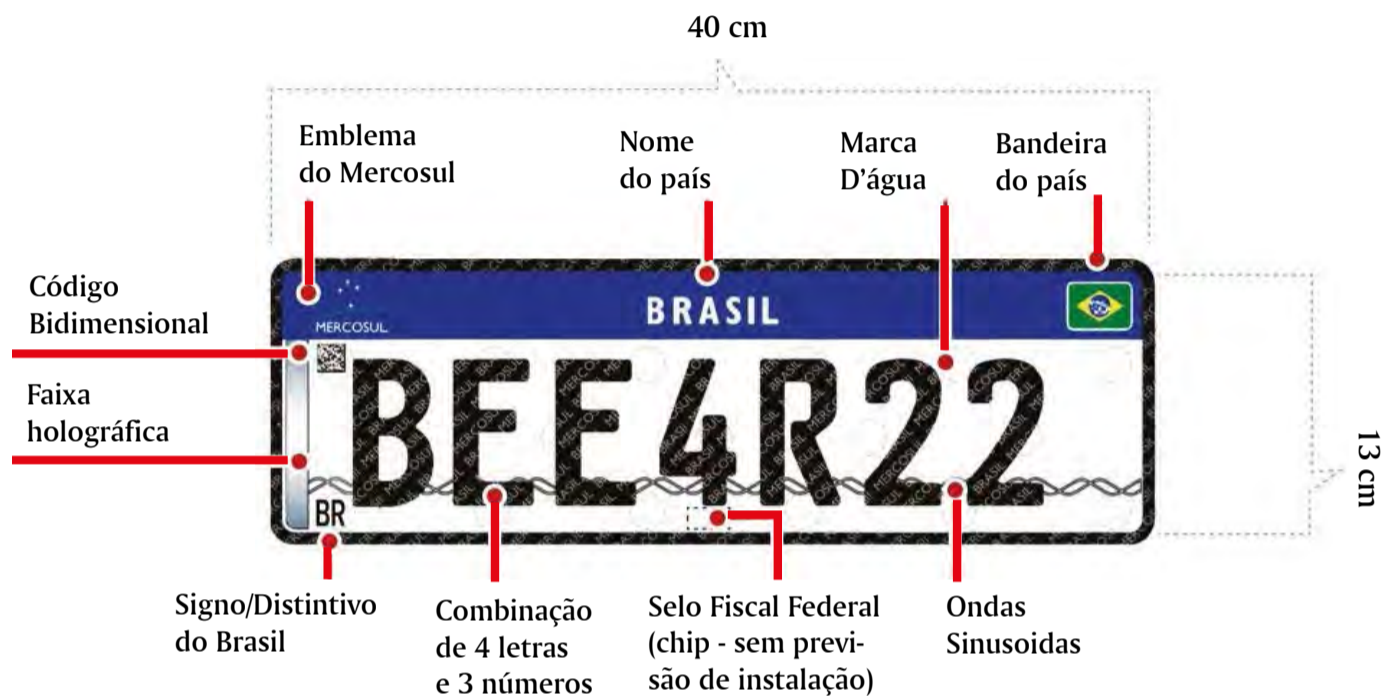 40 cm
Emblema
do Mercosul
Nome
do país
Marca
D’água
Bandeira
do país
Código
Bidimensional
Faixa
holográfica
MERCOSUL
BRASIL
BEE4R22
BR
13 cm
Signo/Distintivo
do Brasil
Combinação
de 4 letras
e 3 números
Selo Fiscal Federal
(chip - sem previ-
são de instalação)
Ondas
Sinusoidas